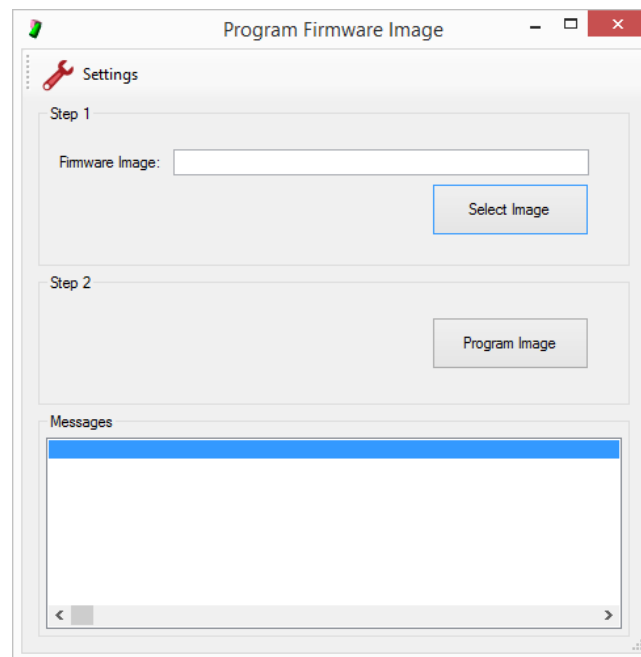 Program Firmware Image
Settings
Step 1
Firmware Image:
Select Image
Step 2
Program Image
Messages